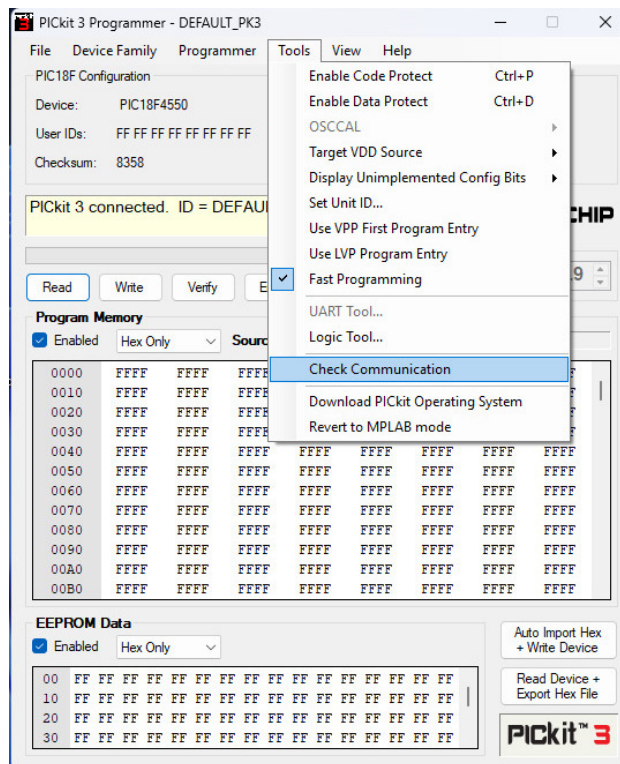 PICkit 3 Programmer - DEFAULT_PK3
File Device Family Programmer Tools View Help
PIC18F Configuration
Device: PIC18F4550
User IDs: FF FF FF FF FF FF FF FF
Checksum: 8358
Enable Code Protect Ctrl+P
Enable Data Protect Ctrl+D
OSCCAL
Target VDD Source
Display Unimplemented Config Bits
Set Unit ID...
Use VPP First Program Entry
Use LVP Program Entry
Fast Programming
UART Tool...
Logic Tool...
Check Communication
Download PICkit Operating System
Revert to MPLAB mode
PICkit 3 connected. ID = DEFAU
CHIP
9
Read Write Verify E
Program Memory
Enabled Hex Only Sourc
0000 FFFF FFFF FFFF
0010 FFFF FFFF FFFF
0020 FFFF FFFF FFFF
0030 FFFF FFFF FFFF
0040 FFFF FFFF FFFF FFFF FFFF FFFF FFFF FFFF
0050 FFFF FFFF FFFF FFFF FFFF FFFF FFFF FFFF
0060 FFFF FFFF FFFF FFFF FFFF FFFF FFFF FFFF
0070 FFFF FFFF FFFF FFFF FFFF FFFF FFFF FFFF
0080 FFFF FFFF FFFF FFFF FFFF FFFF FFFF FFFF
0090 FFFF FFFF FFFF FFFF FFFF FFFF FFFF FFFF
00A0 FFFF FFFF FFFF FFFF FFFF FFFF FFFF FFFF
00B0 FFFF FFFF FFFF FFFF FFFF FFFF FFFF FFFF
EEPROM Data
Enabled Hex Only
00 FF FF FF FF FF FF FF FF FF FF FF FF FF FF FF FF
10 FF FF FF FF FF FF FF FF FF FF FF FF FF FF FF FF
20 FF FF FF FF FF FF FF FF FF FF FF FF FF FF FF FF
30 FF FF FF FF FF FF FF FF FF FF FF FF FF FF FF FF
Auto Import Hex
+ Write Device
Read Device +
Export Hex File
PICkit™ 3